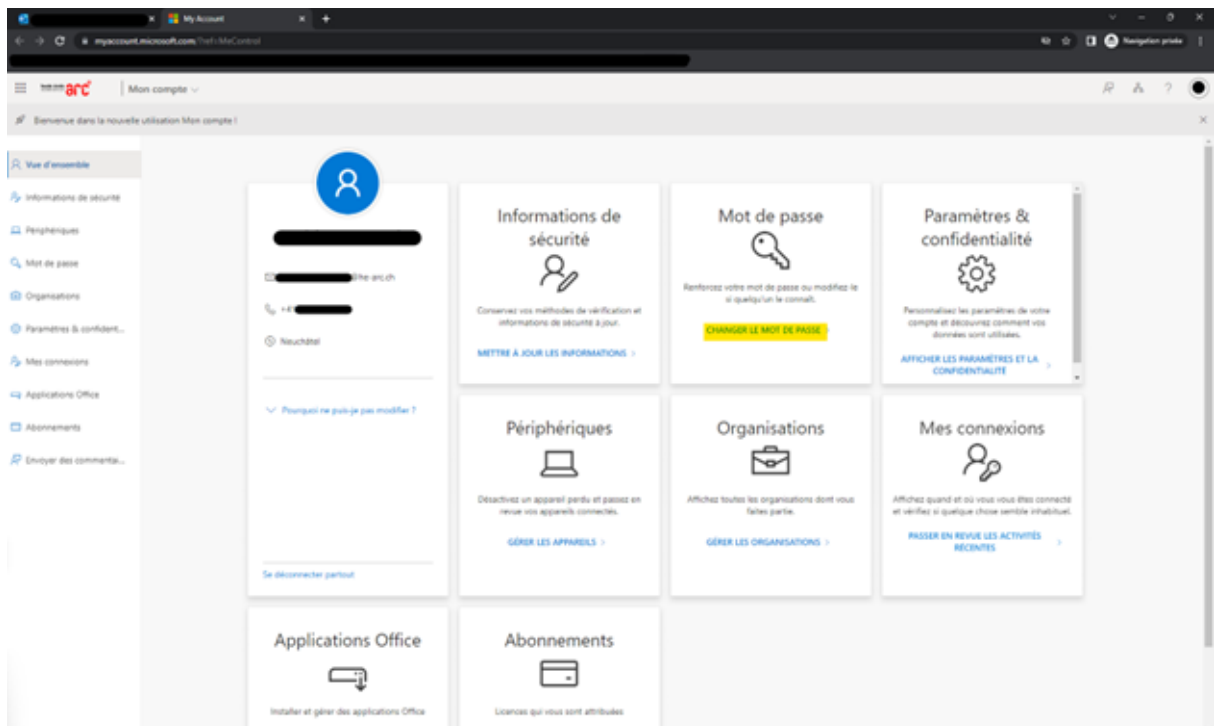 My Account
myaccount.microsoft.com/?ref=MeControl
Navigation privée
arc
Mon compte
Bienvenue dans la nouvelle utilisation Mon compte !
Vue d'ensemble
Informations de sécurité
Périphériques
Mot de passe
Organisations
Paramètres & confident...
Mes connexions
Applications Office
Abonnements
Envoyer des commentai...
@he-arc.ch
+41
Neuchâtel
Pourquoi ne puis-je pas modifier ?
Se déconnecter partout
Informations de
sécurité
Conservez vos méthodes de vérification et
informations de sécurité à jour.
METTRE À JOUR LES INFORMATIONS >
Mot de passe
Renforcez votre mot de passe ou modifiez-le
si quelqu'un le connaît.
CHANGER LE MOT DE PASSE >
Paramètres &
confidentialité
Personnalisez les paramètres de votre
compte et découvrez comment vos
données sont utilisées.
AFFICHER LES PARAMÈTRES ET LA
CONFIDENTIALITÉ >
Périphériques
Désactivez un appareil perdu et passez en
revue vos appareils connectés.
GÉRER LES APPAREILS >
Organisations
Affichez toutes les organisations dont vous
faites partie.
GÉRER LES ORGANISATIONS >
Mes connexions
Affichez quand et où vous vous êtes connecté
et vérifiez si quelque chose semble inhabituel.
PASSER EN REVUE LES ACTIVITÉS
RÉCENTES >
Applications Office
Installer et gérer des applications Office
Abonnements
Licences qui vous sont attribuées